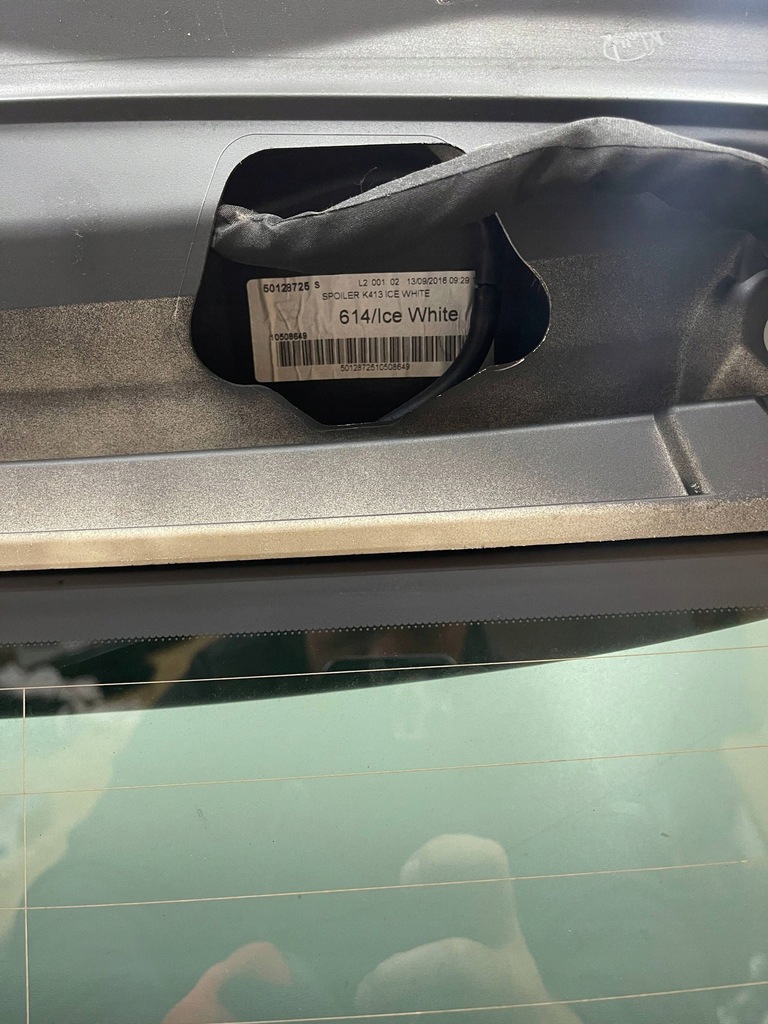 50128725 S L2 001 02 13/09/2016 09:29
SPOILER K413 ICE WHITE
614/Ice White
10508649
5012872510508649